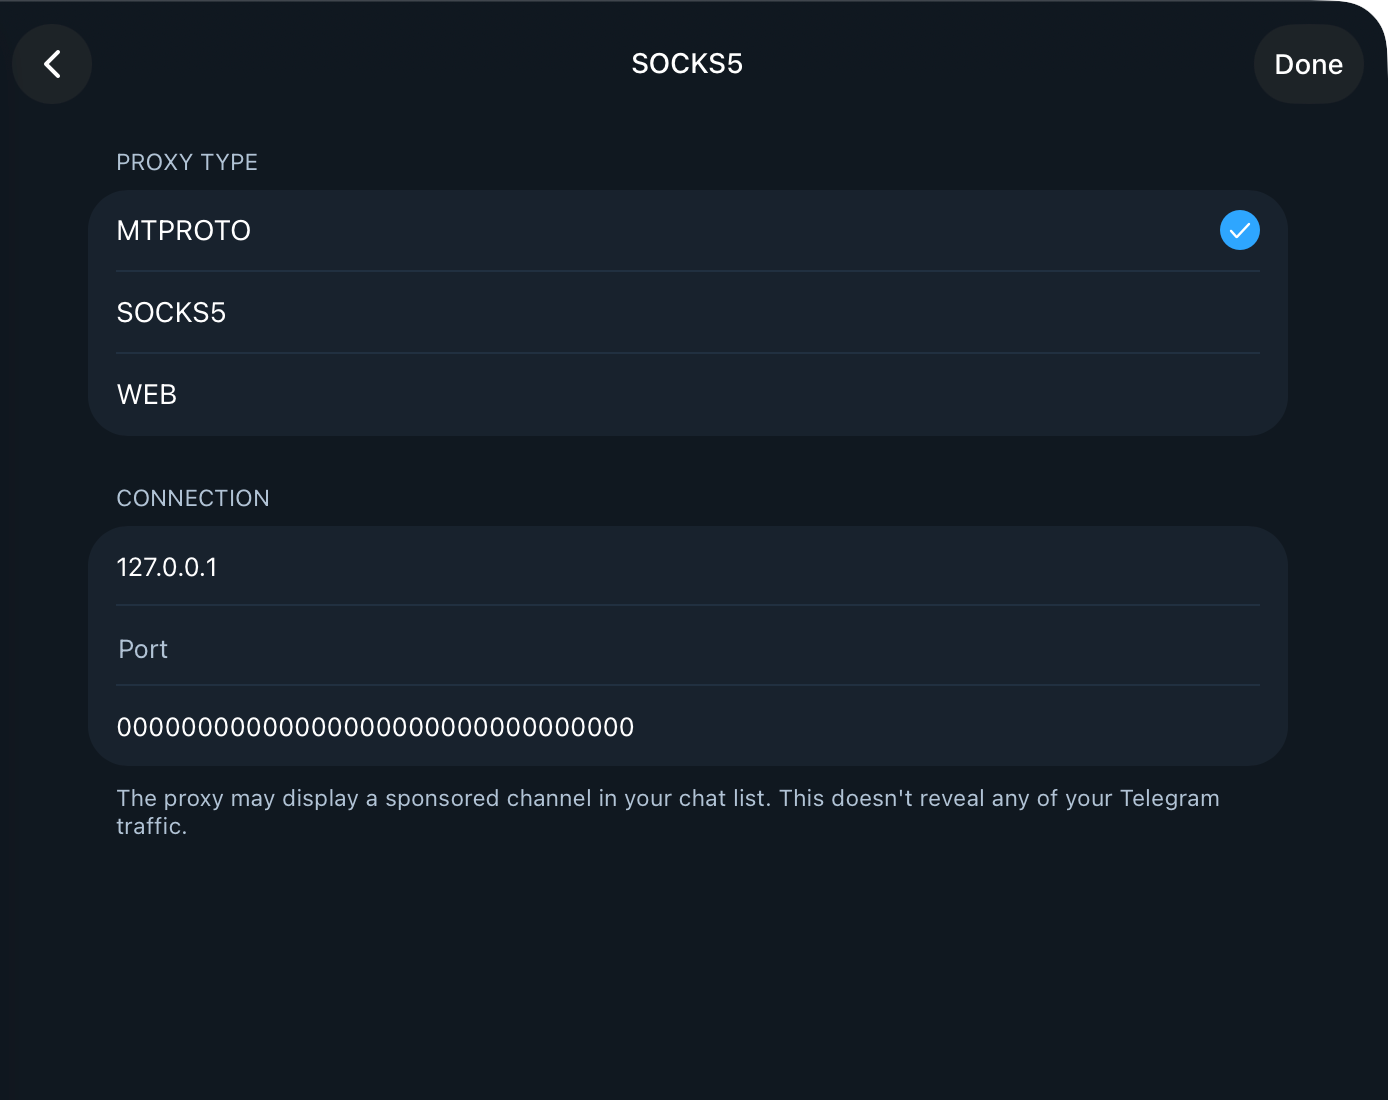 SOCKS5
Done
PROXY TYPE
MTPROTO
SOCKS5
WEB
CONNECTION
127.0.0.1
Port
00000000000000000000000000000000
The proxy may display a sponsored channel in your chat list. This doesn't reveal any of your Telegram
traffic.